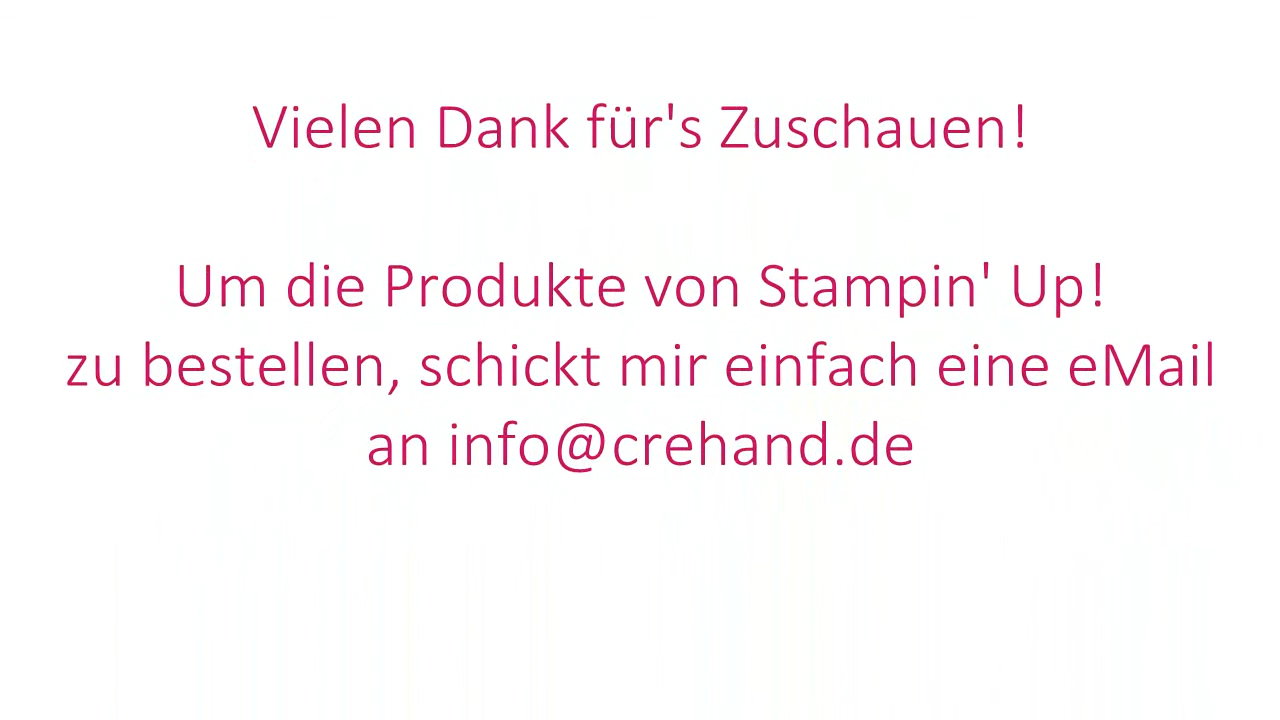 Vielen Dank für's Zuschauen!
Um die Produkte von Stampin' Up!
zu bestellen, schickt mir einfach eine eMail
an info@crehand.de